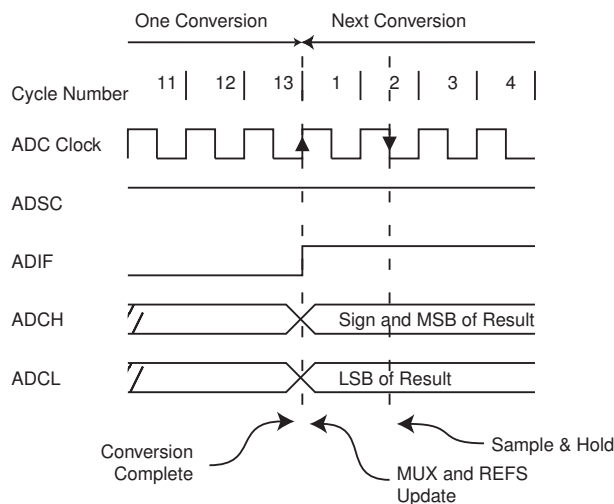 One Conversion Next Conversion
Cycle Number 11 12 13 1 2 3 4
ADC Clock
ADSC
ADIF
ADCH Sign and MSB of Result
ADCL LSB of Result
Conversion
Complete
MUX and REFS
Update
Sample & Hold